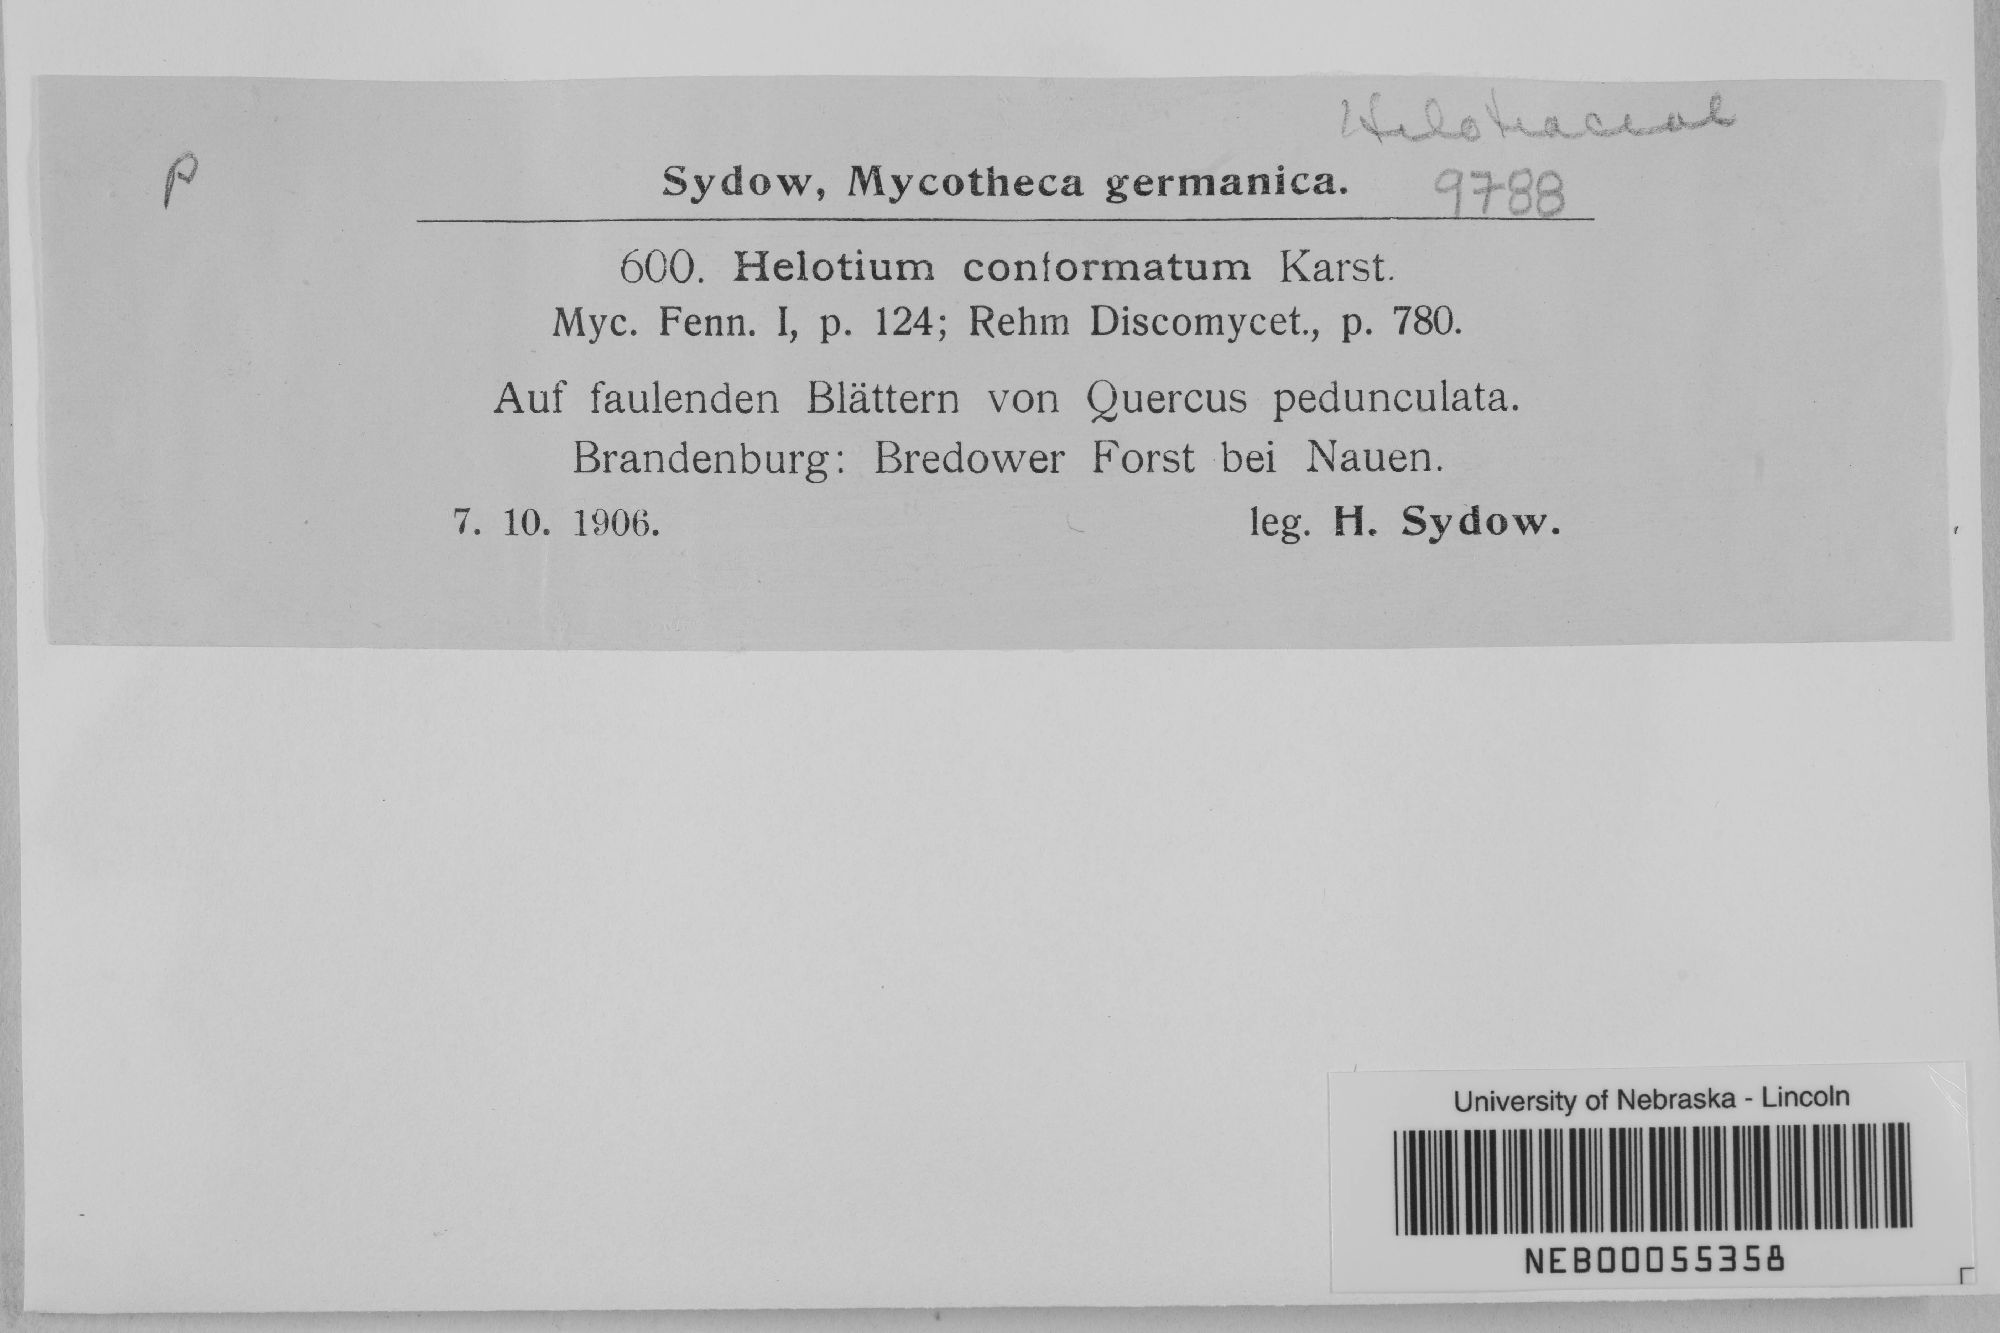 Helotiaceae
P
Sydow, Mycotheca germanica.
9788
600. Helotium conformatum Karst.
Myc. Fenn. I, p. 124; Rehm Discomycet., p. 780.
Auf faulenden Blättern von Quercus pedunculata.
Brandenburg: Bredower Forst bei Nauen.
7. 10. 1906. leg. H. Sydow.
University of Nebraska - Lincoln
NEB00055358